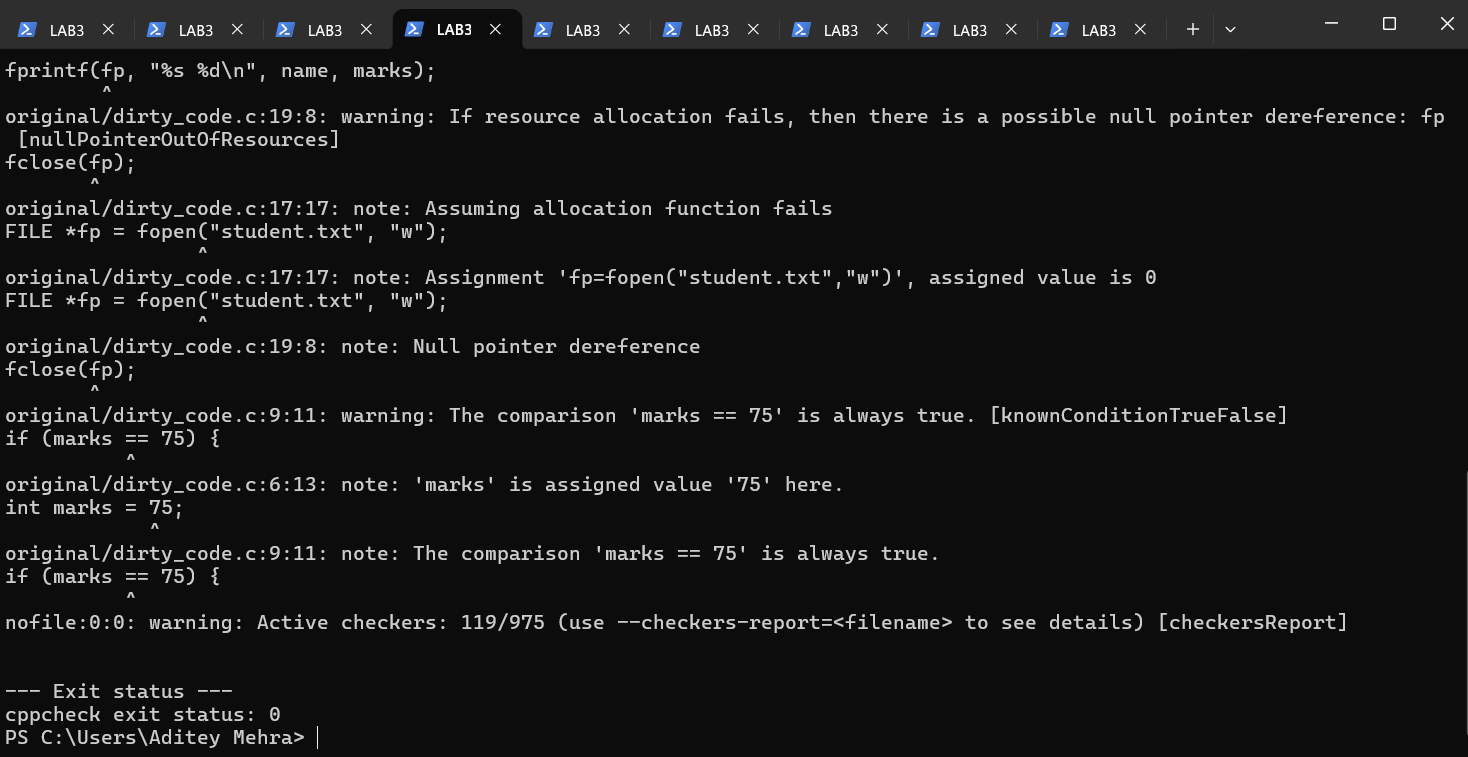 LAB3 LAB3 LAB3 LAB3 LAB3 LAB3 LAB3 LAB3 LAB3
fprintf(fp, "%s %d\n", name, marks);
        ^
original/dirty_code.c:19:8: warning: If resource allocation fails, then there is a possible null pointer dereference: fp
 [nullPointerOutOfResources]
fclose(fp);
       ^
original/dirty_code.c:17:17: note: Assuming allocation function fails
FILE *fp = fopen("student.txt", "w");
                ^
original/dirty_code.c:17:17: note: Assignment 'fp=fopen("student.txt","w")', assigned value is 0
FILE *fp = fopen("student.txt", "w");
                ^
original/dirty_code.c:19:8: note: Null pointer dereference
fclose(fp);
       ^
original/dirty_code.c:9:11: warning: The comparison 'marks == 75' is always true. [knownConditionTrueFalse]
if (marks == 75) {
          ^
original/dirty_code.c:6:13: note: 'marks' is assigned value '75' here.
int marks = 75;
            ^
original/dirty_code.c:9:11: note: The comparison 'marks == 75' is always true.
if (marks == 75) {
          ^
nofile:0:0: warning: Active checkers: 119/975 (use --checkers-report=<filename> to see details) [checkersReport]
--- Exit status ---
cppcheck exit status: 0
PS C:\Users\Aditey Mehra>